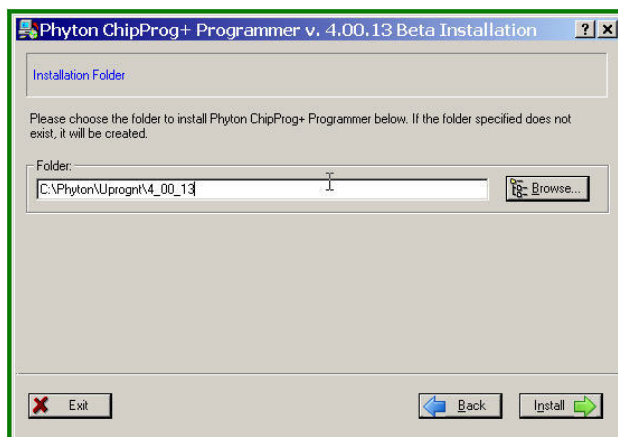 Phyton ChipProg+ Programmer v. 4.00.13 Beta Installation
Installation Folder
Please choose the folder to install Phyton ChipProg+ Programmer below. If the folder specified does not
exist, it will be created.
Folder:
C:\Phyton\Uprognt\4_00_13
Browse...
Exit
Back
Install